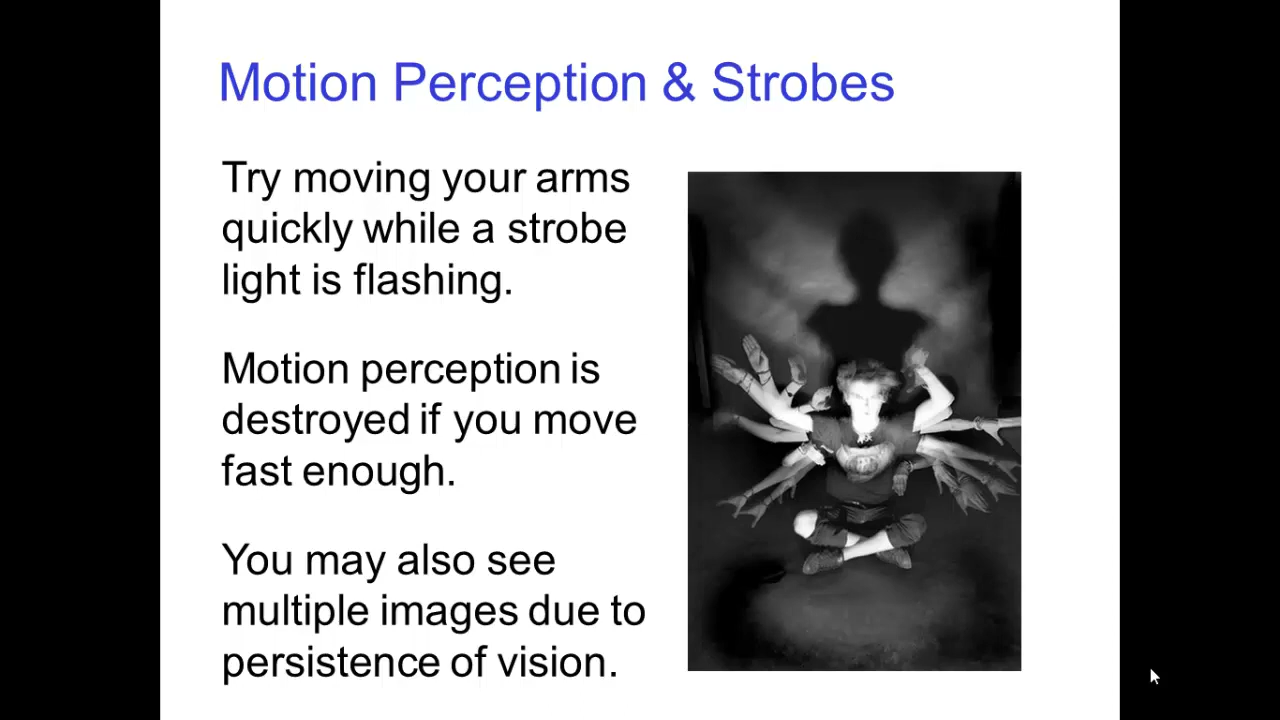 Motion Perception & Strobes
Try moving your arms
quickly while a strobe
light is flashing.
Motion perception is
destroyed if you move
fast enough.
You may also see
multiple images due to
persistence of vision.